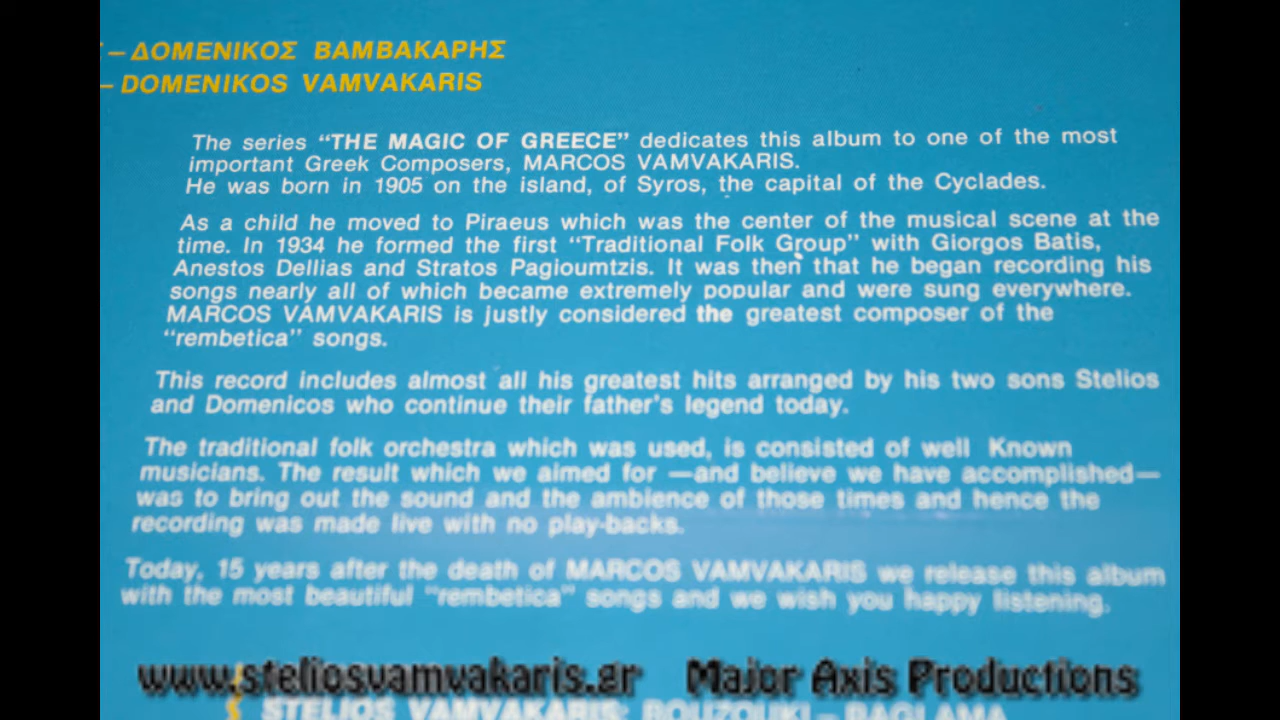 – ΔΟΜΕΝΙΚΟΣ ΒΑΜΒΑΚΑΡΗΣ
– DOMENIKOS VAMVAKARIS
The series “THE MAGIC OF GREECE” dedicates this album to one of the most
important Greek Composers, MARCOS VAMVAKARIS.
He was born in 1905 on the island, of Syros, the capital of the Cyclades.
As a child he moved to Piraeus which was the center of the musical scene at the
time. In 1934 he formed the first “Traditional Folk Group” with Giorgos Batis,
Anestos Dellias and Stratos Pagioumtzis. It was then that he began recording his
songs nearly all of which became extremely popular and were sung everywhere.
MARCOS VAMVAKARIS is justly considered the greatest composer of the
“rembetica” songs.
This record includes almost all his greatest hits arranged by his two sons Stelios
and Domenicos who continue their father's legend today.
The traditional folk orchestra which was used, is consisted of well Known
musicians. The result which we aimed for —and believe we have accomplished—
was to bring out the sound and the ambience of those times and hence the
recording was made live with no play-backs.
Today, 15 years after the death of MARCOS VAMVAKARIS we release this album
with the most beautiful “rembetica” songs and we wish you happy listening.
www.steliosvamvakaris.gr Major Axis Productions
STELIOS VAMVAKARIS: BOUZOUKI – BAGLAMA